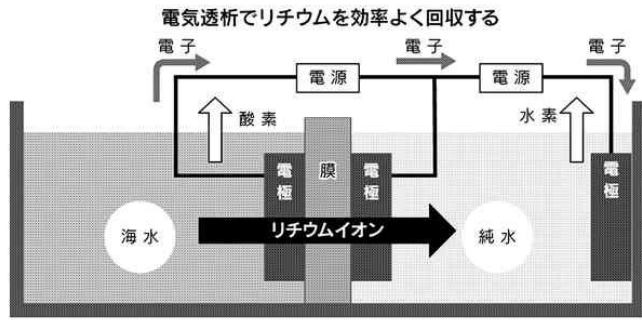 電気透析でリチウムを効率よく回収する
電子
電子
電子
電源
電源
酸素
水素
電極
膜
電極
電極
海水
リチウムイオン
純水